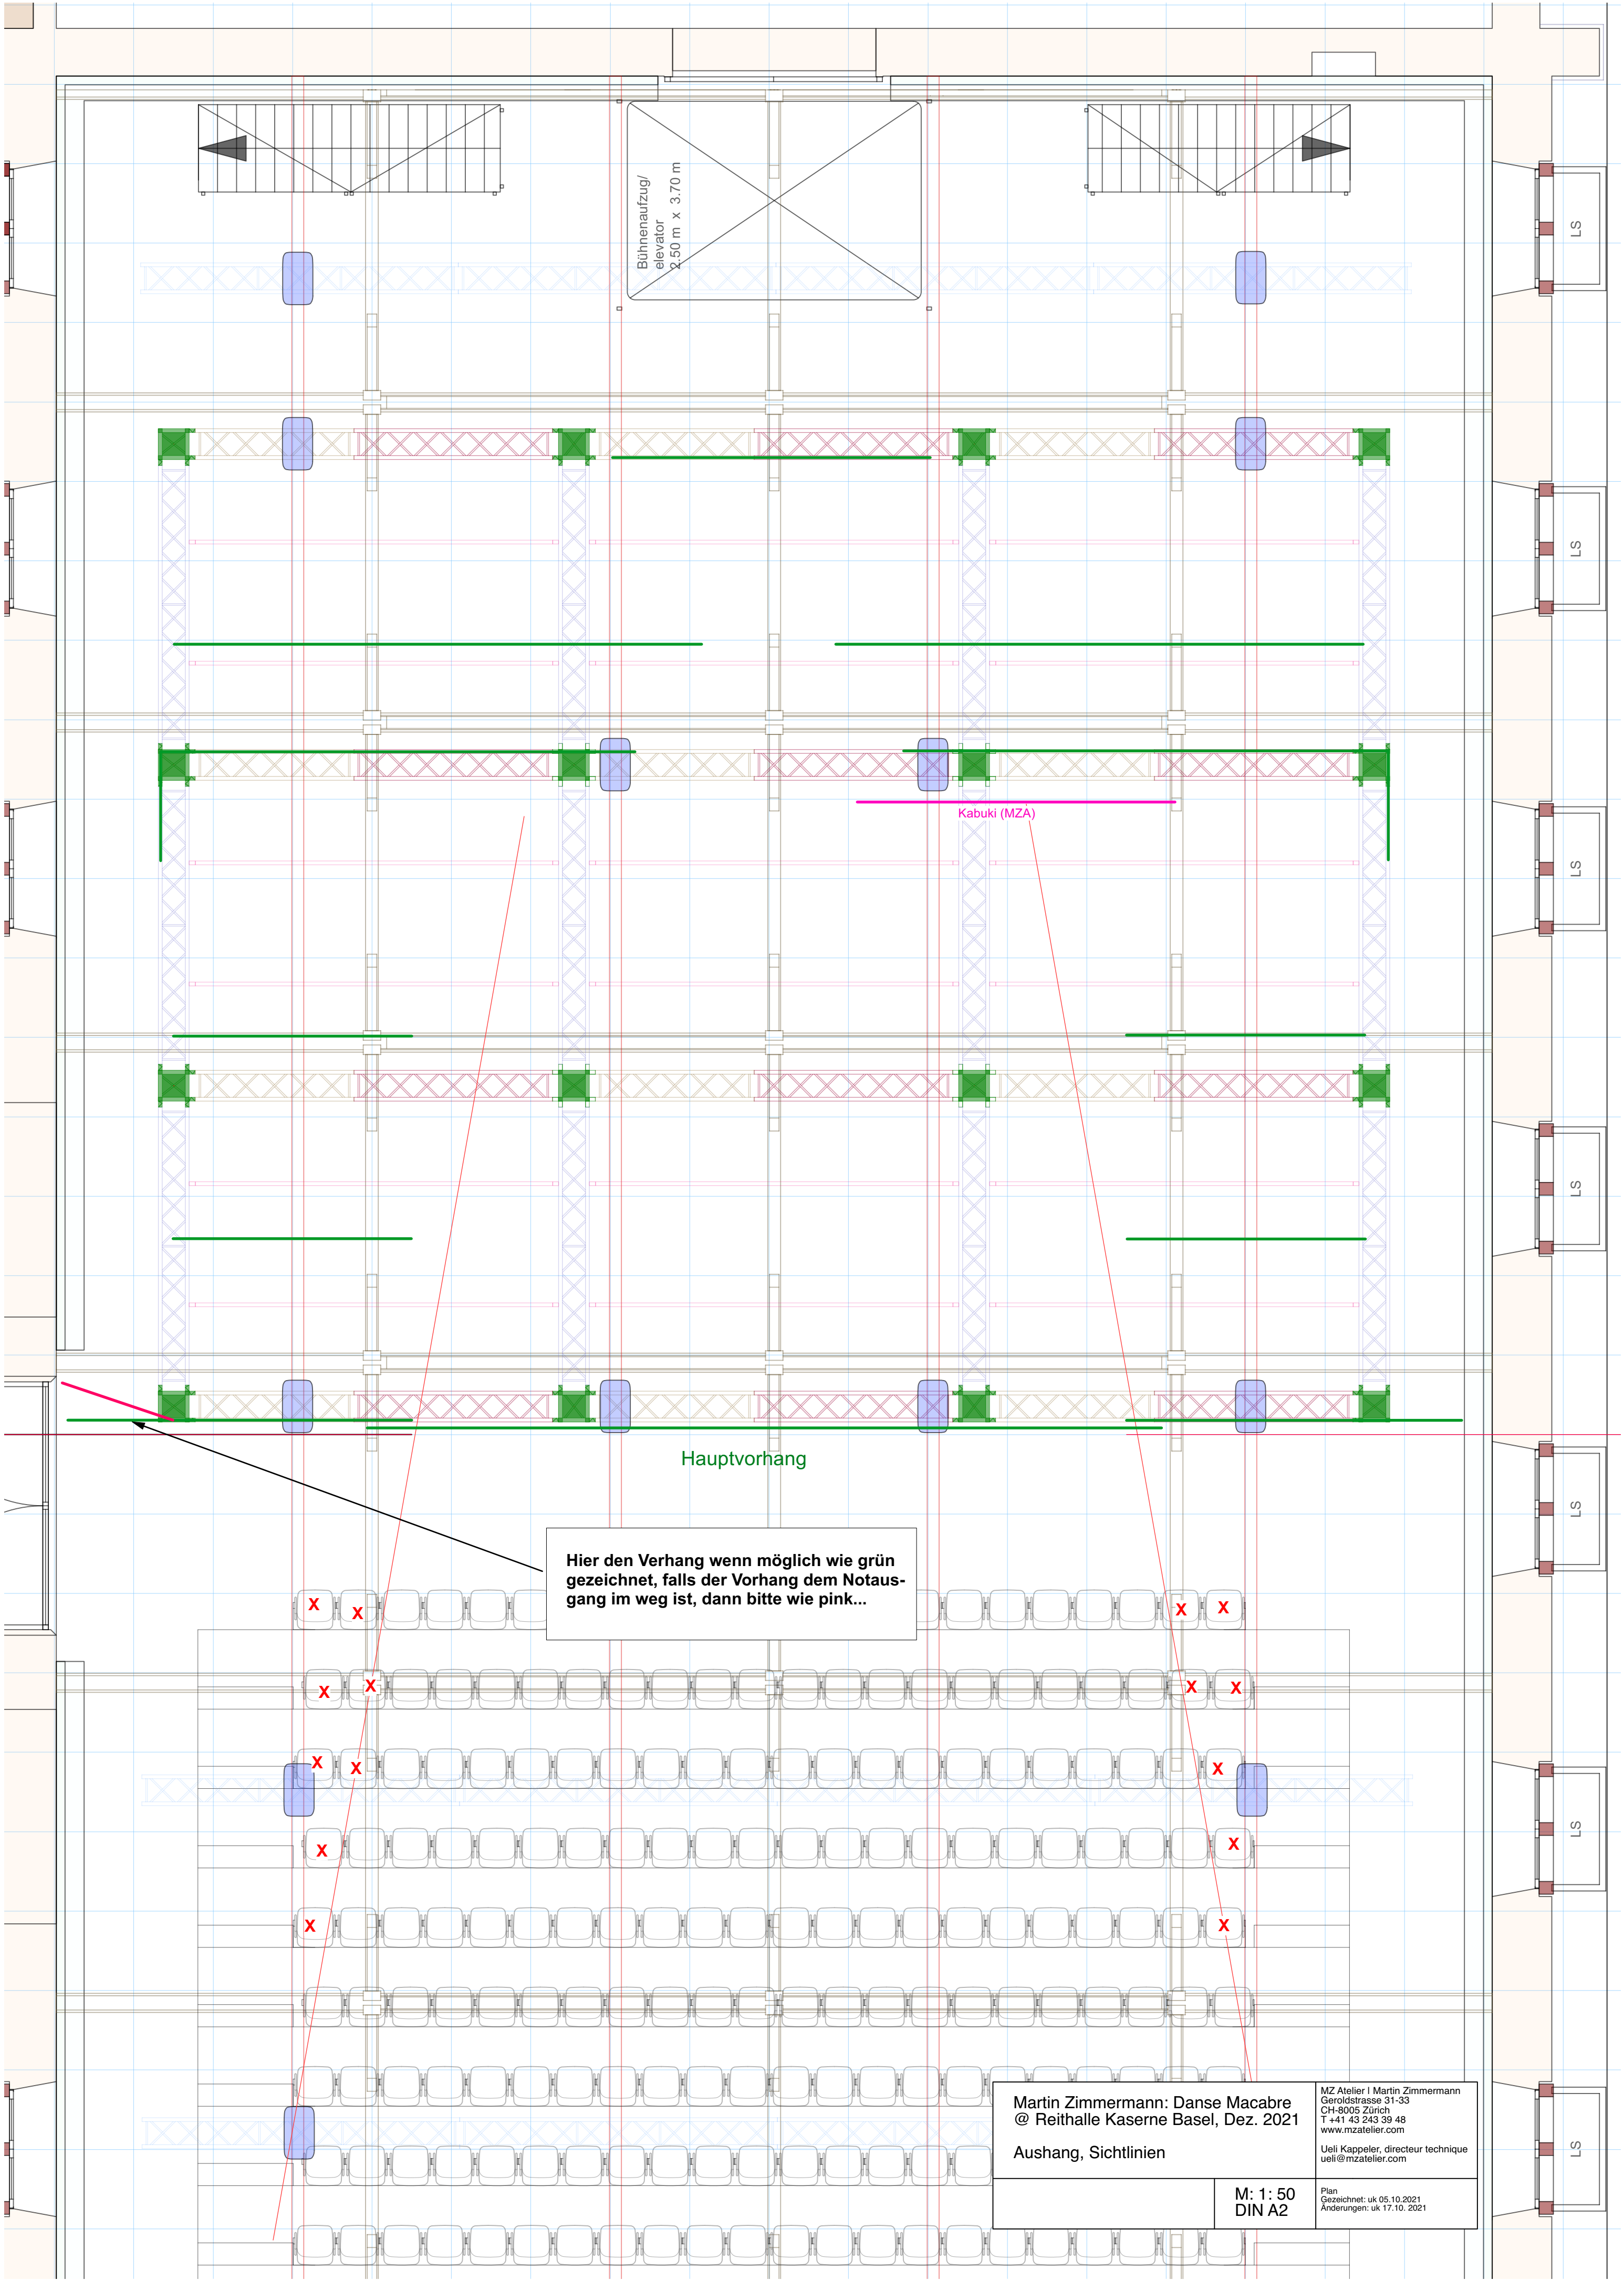 Bühnenaufzug/
elevator
2.50 m x 3.70 m
LS
LS
LS
LS
LS
LS
LS
Kabuki (MZA)
Hauptvorhang
Hier den Verhang wenn möglich wie grün
gezeichnet, falls der Vorhang dem Notaus-
gang im weg ist, dann bitte wie pink...
X X X X
X X X X
X X X
X X
X X
Martin Zimmermann: Danse Macabre
@ Reithalle Kaserne Basel, Dez. 2021
Aushang, Sichtlinien
M: 1: 50
DIN A2
MZ Atelier | Martin Zimmermann
Geroldstrasse 31-33
CH-8005 Zürich
T +41 43 243 39 48
www.mzatelier.com
Ueli Kappeler, directeur technique
ueli@mzatelier.com
Plan
Gezeichnet: uk 05.10.2021
Änderungen: uk 17.10. 2021